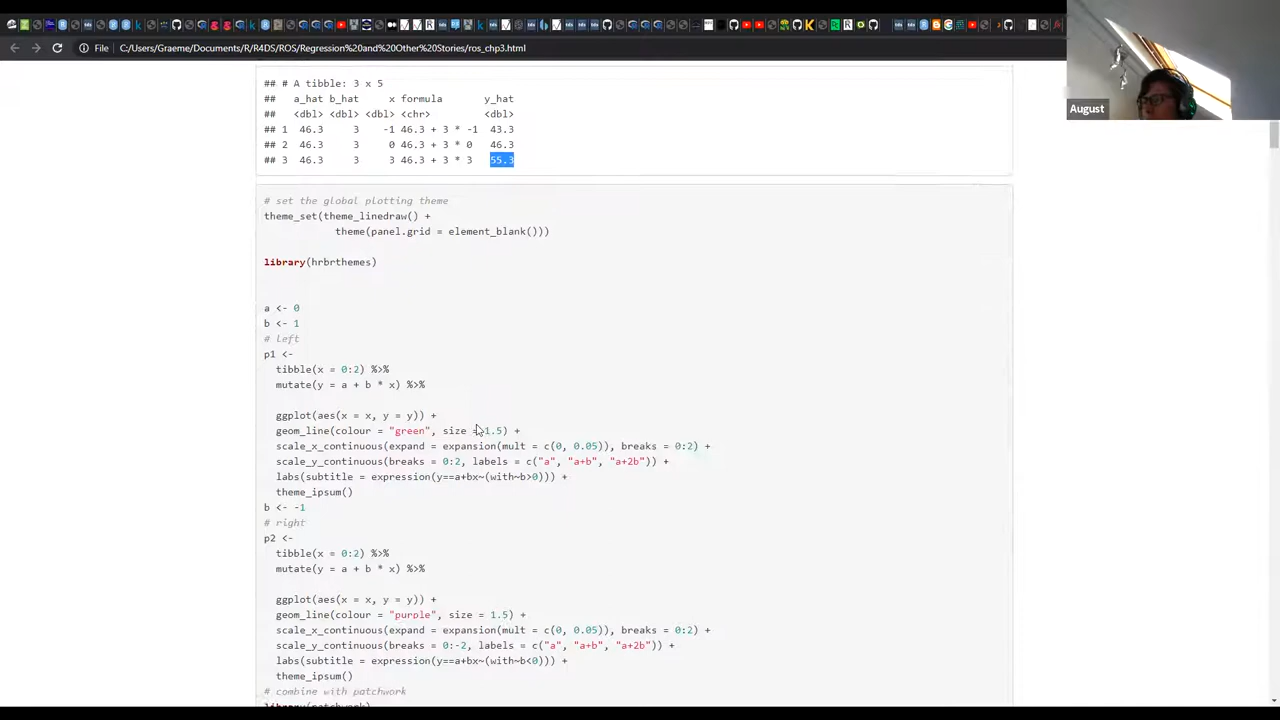 File
C:/Users/Graeme/Documents/R/R4DS/ROS/Regression%20and%20Other%20Stories/ros_chp3.html
August
## # A tibble: 3 x 5
##   a_hat b_hat     x formula       y_hat
##   <dbl> <dbl> <dbl> <chr>         <dbl>
## 1  46.3     3    -1 46.3 + 3 * -1  43.3
## 2  46.3     3     0 46.3 + 3 * 0   46.3
## 3  46.3     3     3 46.3 + 3 * 3   55.3
# set the global plotting theme
theme_set(theme_linedraw() +
            theme(panel.grid = element_blank()))
library(hrbrthemes)
a <- 0
b <- 1
# left
p1 <-
  tibble(x = 0:2) %>%
  mutate(y = a + b * x) %>%
  ggplot(aes(x = x, y = y)) +
  geom_line(colour = "green", size = 1.5) +
  scale_x_continuous(expand = expansion(mult = c(0, 0.05)), breaks = 0:2) +
  scale_y_continuous(breaks = 0:2, labels = c("a", "a+b", "a+2b")) +
  labs(subtitle = expression(y==a+bx~(with~b>0))) +
  theme_ipsum()
b <- -1
# right
p2 <-
  tibble(x = 0:2) %>%
  mutate(y = a + b * x) %>%
  ggplot(aes(x = x, y = y)) +
  geom_line(colour = "purple", size = 1.5) +
  scale_x_continuous(expand = expansion(mult = c(0, 0.05)), breaks = 0:2) +
  scale_y_continuous(breaks = 0:-2, labels = c("a", "a+b", "a+2b")) +
  labs(subtitle = expression(y==a+bx~(with~b<0))) +
  theme_ipsum()
# combine with patchwork
library(patchwork)